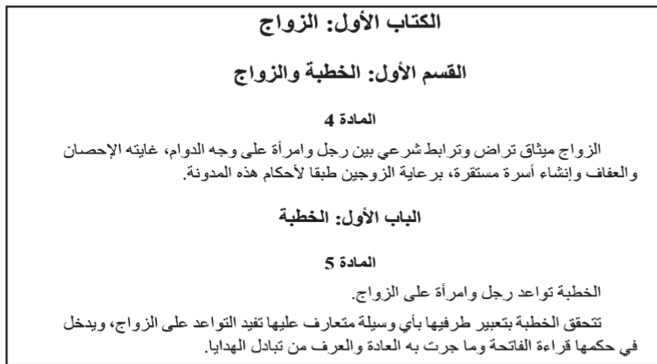 الكتاب الأول: الزواج
القسم الأول: الخطبة والزواج
المادة 4
الزواج ميثاق تراض وترابط شرعي بين رجل وامرأة على وجه الدوام، غايته الإحصان
والعفاف وإنشاء أسرة مستقرة، برعاية الزوجين طبقا لأحكام هذه المدونة.
الباب الأول: الخطبة
المادة 5
الخطبة تواعد رجل وامرأة على الزواج.
تتحقق الخطبة بتعبير طرفيها بأي وسيلة متعارف عليها تفيد التواعد على الزواج، ويدخل
في حكمها قراءة الفاتحة وما جرت به العادة والعرف من تبادل الهدايا.